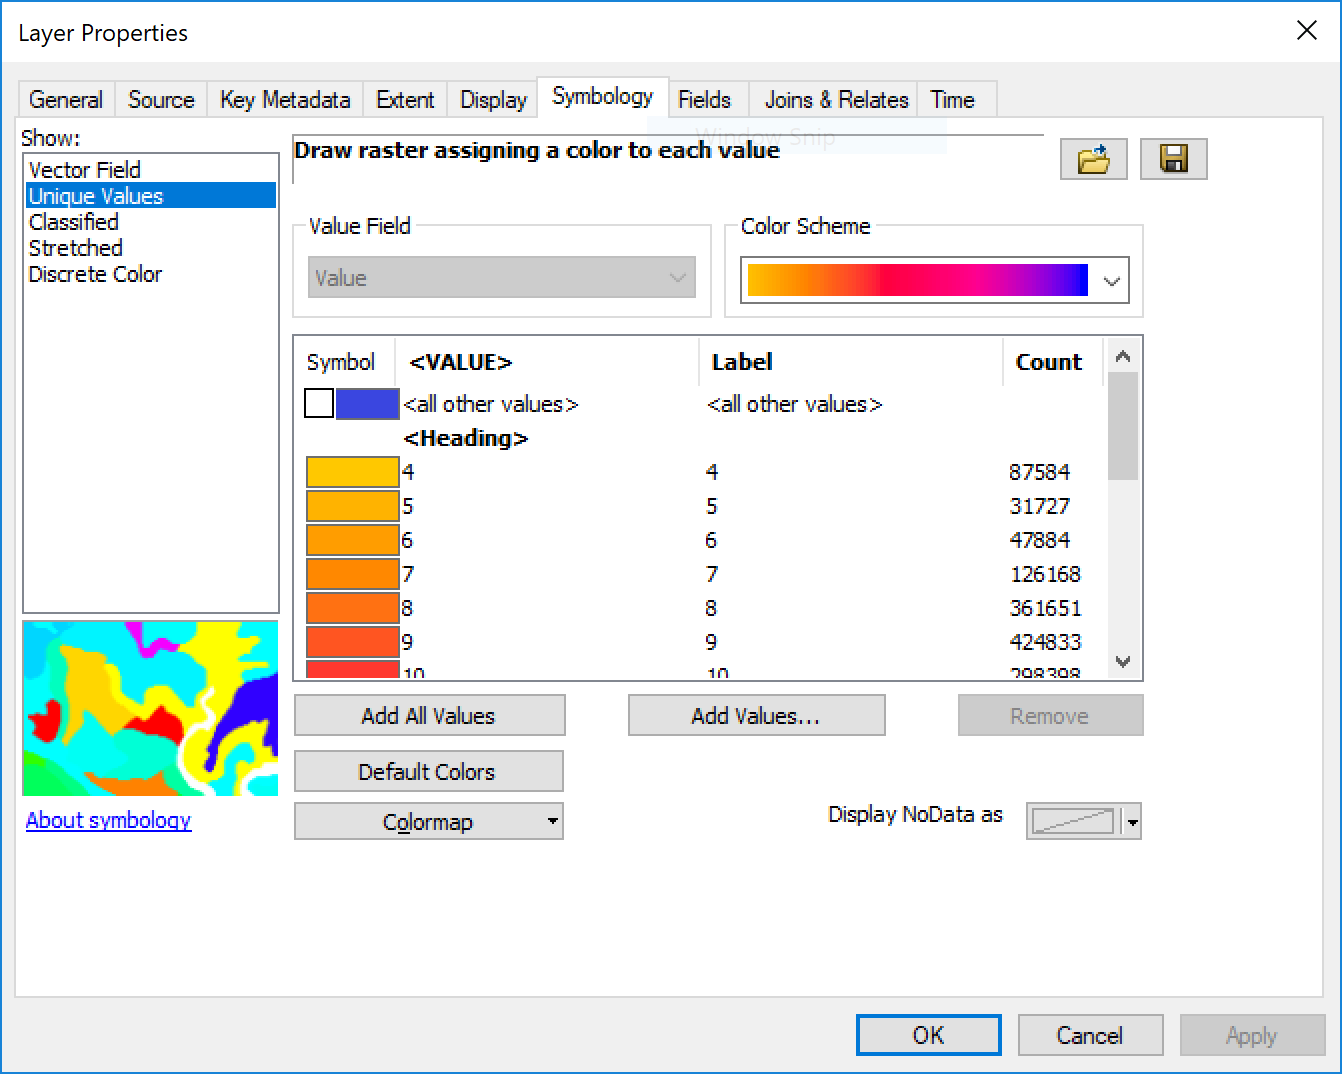 Layer Properties
General Source Key Metadata Extent Display Symbology Fields Joins & Relates Time
Show:
Vector Field
Unique Values
Classified
Stretched
Discrete Color
About symbology
Window Snip
Draw raster assigning a color to each value
Value Field
Value
Color Scheme
Symbol <VALUE> Label Count
<all other values> <all other values>
<Heading>
4 4 87584
5 5 31727
6 6 47884
7 7 126168
8 8 361651
9 9 424833
10 10 298398
Add All Values Add Values... Remove
Default Colors
Colormap
Display NoData as
OK Cancel Apply